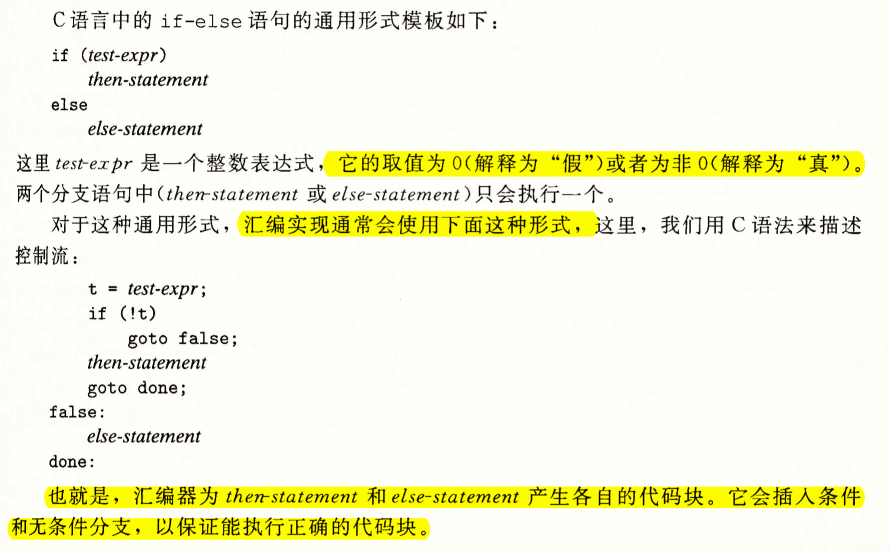 C语言中的 if-else 语句的通用形式模板如下：
if (test-expr)
then-statement
else
else-statement
这里 test-expr 是一个整数表达式，它的取值为 0(解释为“假”)或者为非 0(解释为“真”)。
两个分支语句中(then-statement 或 else-statement)只会执行一个。
对于这种通用形式，汇编实现通常会使用下面这种形式，这里，我们用 C 语法来描述
控制流：
t = test-expr;
if (!t)
goto false;
then-statement
goto done;
false:
else-statement
done:
也就是，汇编器为 then-statement 和 else-statement 产生各自的代码块。它会插入条件
和无条件分支，以保证能执行正确的代码块。